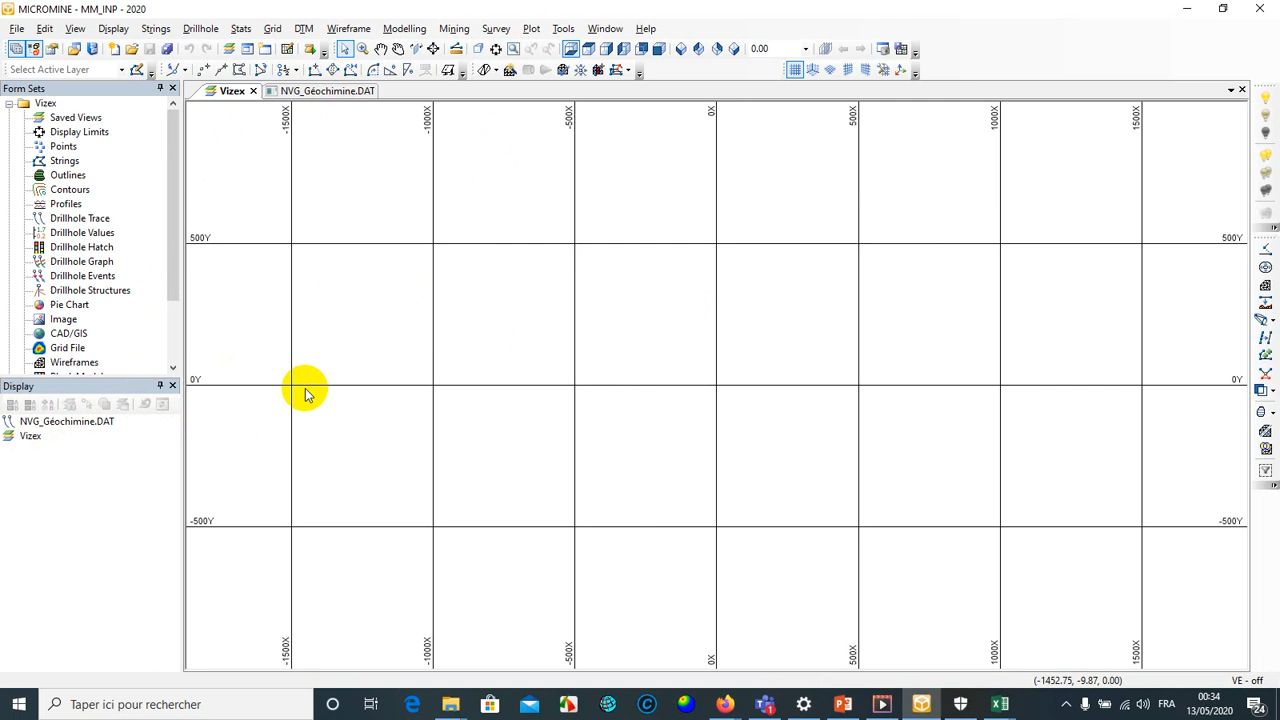 MICROMINE - MM_INP - 2020
File Edit View Display Strings Drillhole Stats Grid DTM Wireframe Modelling Mining Survey Plot Tools Window Help
0.00
Select Active Layer
Form Sets
Vizex
NVG_Géochimine.DAT
Vizex
Saved Views
Display Limits
Points
Strings
Outlines
Contours
Profiles
Drillhole Trace
Drillhole Values
Drillhole Hatch
Drillhole Graph
Drillhole Events
Drillhole Structures
Pie Chart
Image
CAD/GIS
Grid File
Wireframes
Display
NVG_Géochimine.DAT
Vizex
-1500X -1000X -500X 0X 500X 1000X 1500X
500Y 500Y
0Y 0Y
-500Y -500Y
-1500X -1000X -500X 0X 500X 1000X 1500X
(-1452.75, -9.87, 0.00) VE - off
Taper ici pour rechercher
FRA
00:34
13/05/2020
24